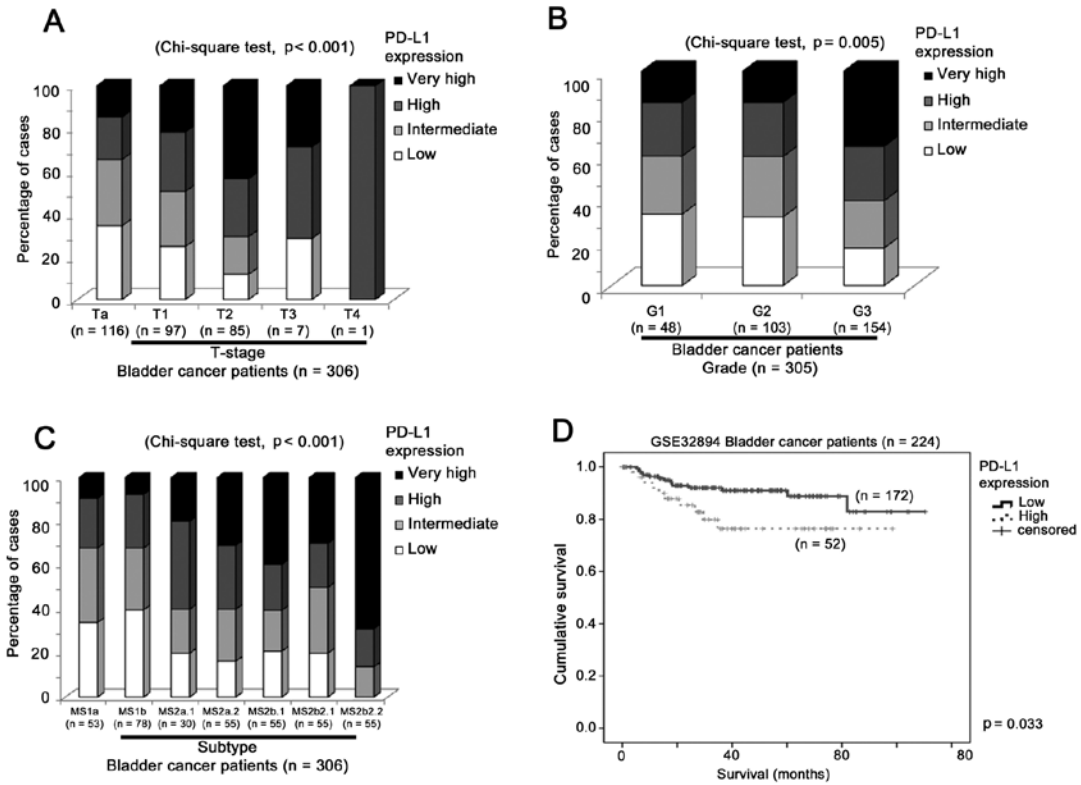 A
(Chi-square test, p< 0.001)
PD-L1
expression
Very high
High
Intermediate
Low
Percentage of cases
100
80
60
40
20
0
Ta T1 T2 T3 T4
(n = 116) (n = 97) (n = 85) (n = 7) (n = 1)
T-stage
Bladder cancer patients (n = 306)
B
(Chi-square test, p = 0.005)
PD-L1
expression
Very high
High
Intermediate
Low
Percentage of cases
100
80
60
40
20
0
G1 G2 G3
(n = 48) (n = 103) (n = 154)
Bladder cancer patients
Grade (n = 305)
C
(Chi-square test, p < 0.001)
PD-L1
expression
Very high
High
Intermediate
Low
Percentage of cases
100
80
60
40
20
0
MS1a MS1b MS2a.1 MS2a.2 MS2b.1 MS2b2.1 MS2b2.2
(n = 53) (n = 78) (n = 30) (n = 55) (n = 55) (n = 55) (n = 55)
Subtype
Bladder cancer patients (n = 306)
D
GSE32894 Bladder cancer patients (n = 224)
PD-L1
expression
Low
High
censored
Cumulative survival
1.0
0.8
0.6
0.4
0.2
0.0
(n = 172)
(n = 52)
p = 0.033
0 20 40 60 80 80
Survival (months)